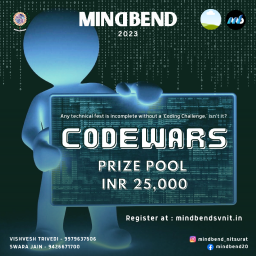 MINDBEND
2023
Any technical fest is incomplete without a 'Coding Challenge,' isn't it?
CODEWARS
PRIZE POOL
INR 25,000
Register at : mindbendsvnit.in
VISHVESH TRIVEDI - 9979637506
SWARA JAIN - 9425671700
mindbend_nitsurat
mindbend20